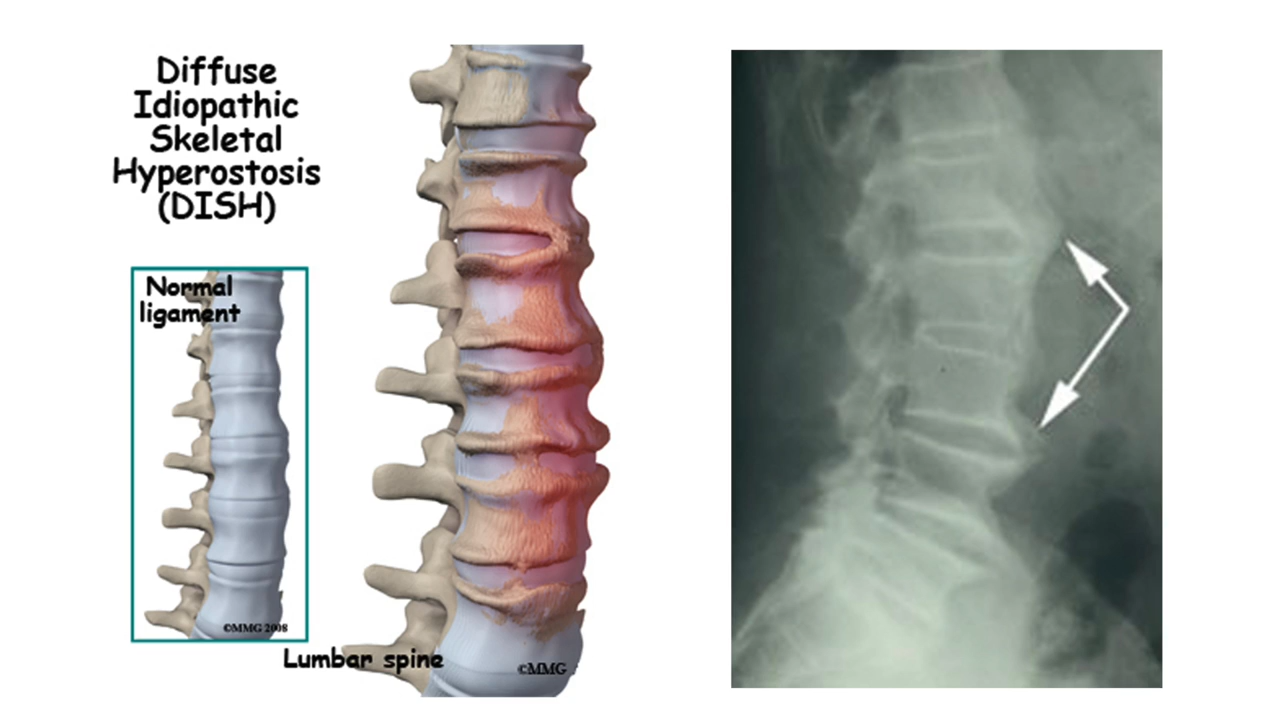 Diffuse
Idiopathic
Skeletal
Hyperostosis
(DISH)
Normal
ligament
©MMG 2008
Lumbar spine
©MMG